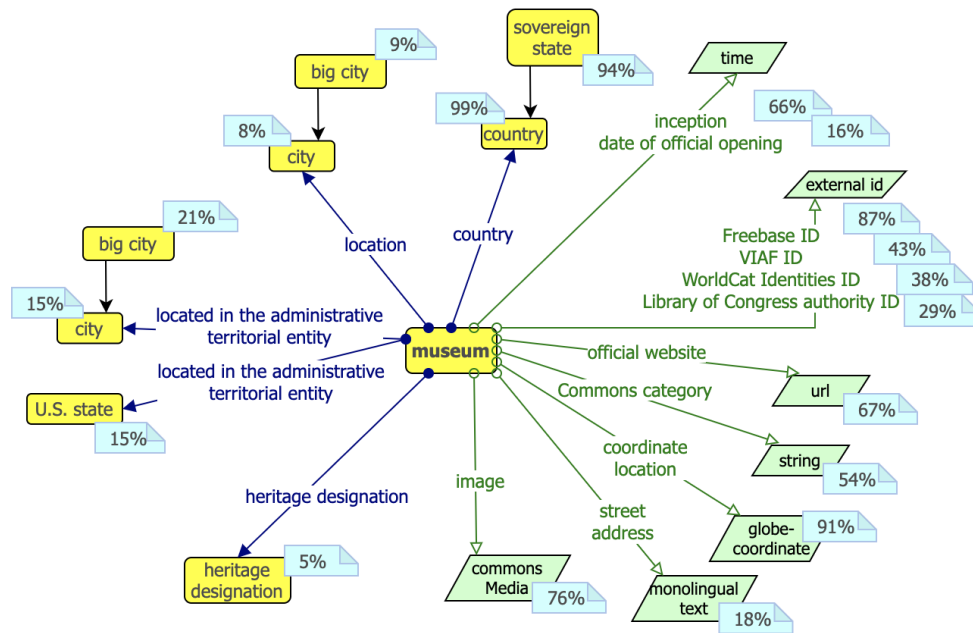 9%
big city
sovereign
state
94%
time
66%
16%
8%
city
99%
country
inception
date of official opening
external id
87%
43%
38%
29%
Freebase ID
VIAF ID
WorldCat Identities ID
Library of Congress authority ID
21%
big city
location
country
15%
city
located in the administrative
territorial entity
museum
official website
located in the administrative
territorial entity
Commons category
url
67%
U.S. state
15%
coordinate
location
string
54%
heritage designation
image
street
address
globe-
coordinate
91%
heritage
designation
5%
commons
Media
76%
monolingual
text
18%